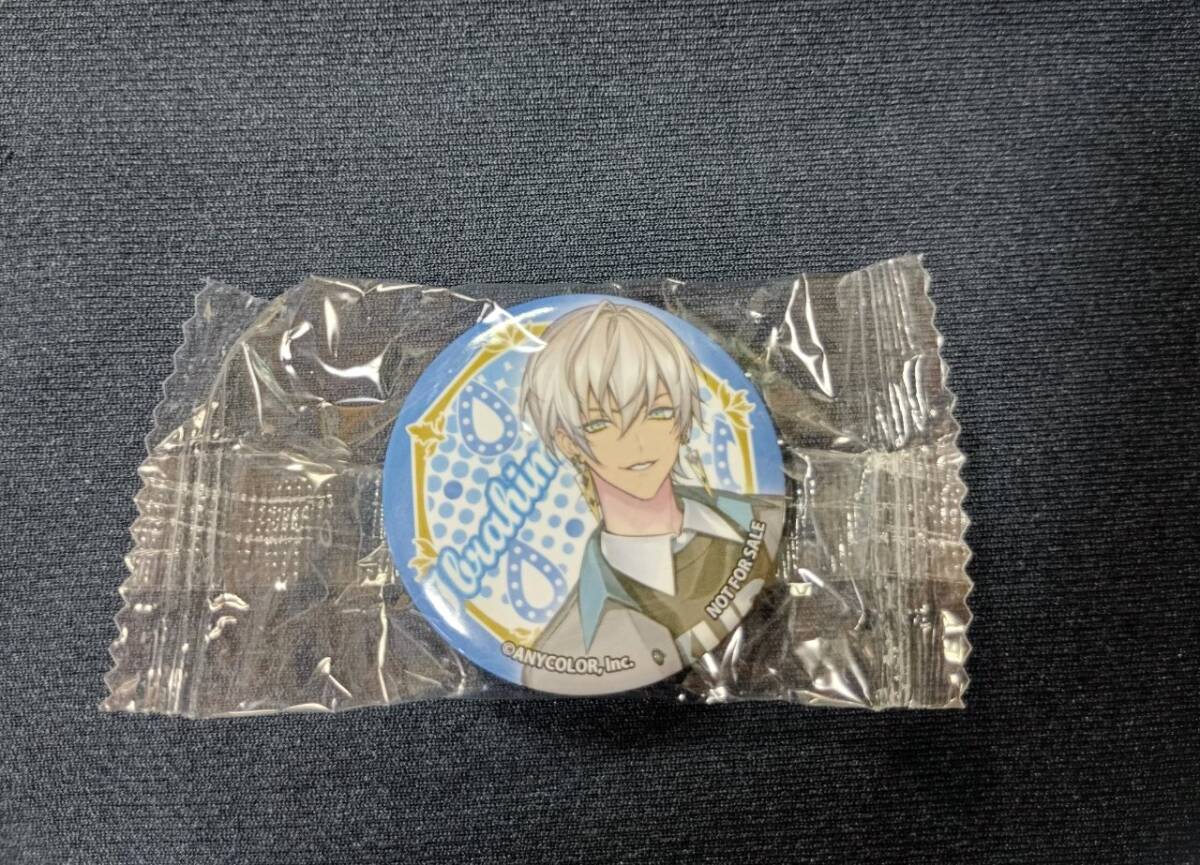 Ibrahim
NOT FOR SALE
©ANYCOLOR, Inc.